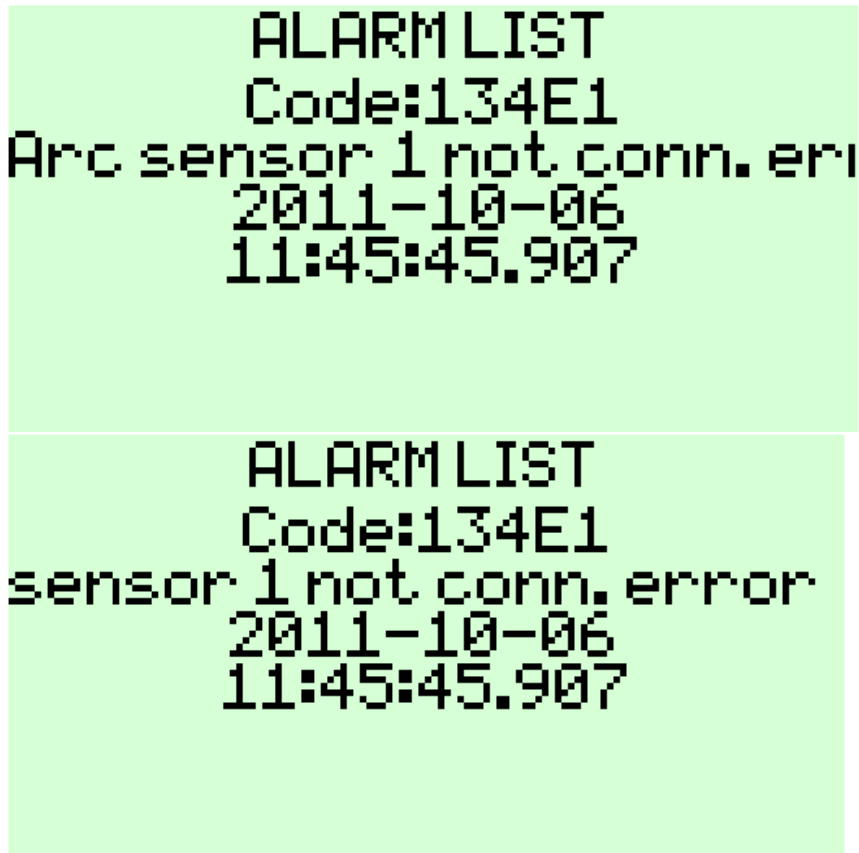 ALARM LIST
Code:134E1
Arc sensor 1 not conn. err
2011-10-06
11:45:45.907
ALARM LIST
Code:134E1
sensor 1 not conn. error
2011-10-06
11:45:45.907